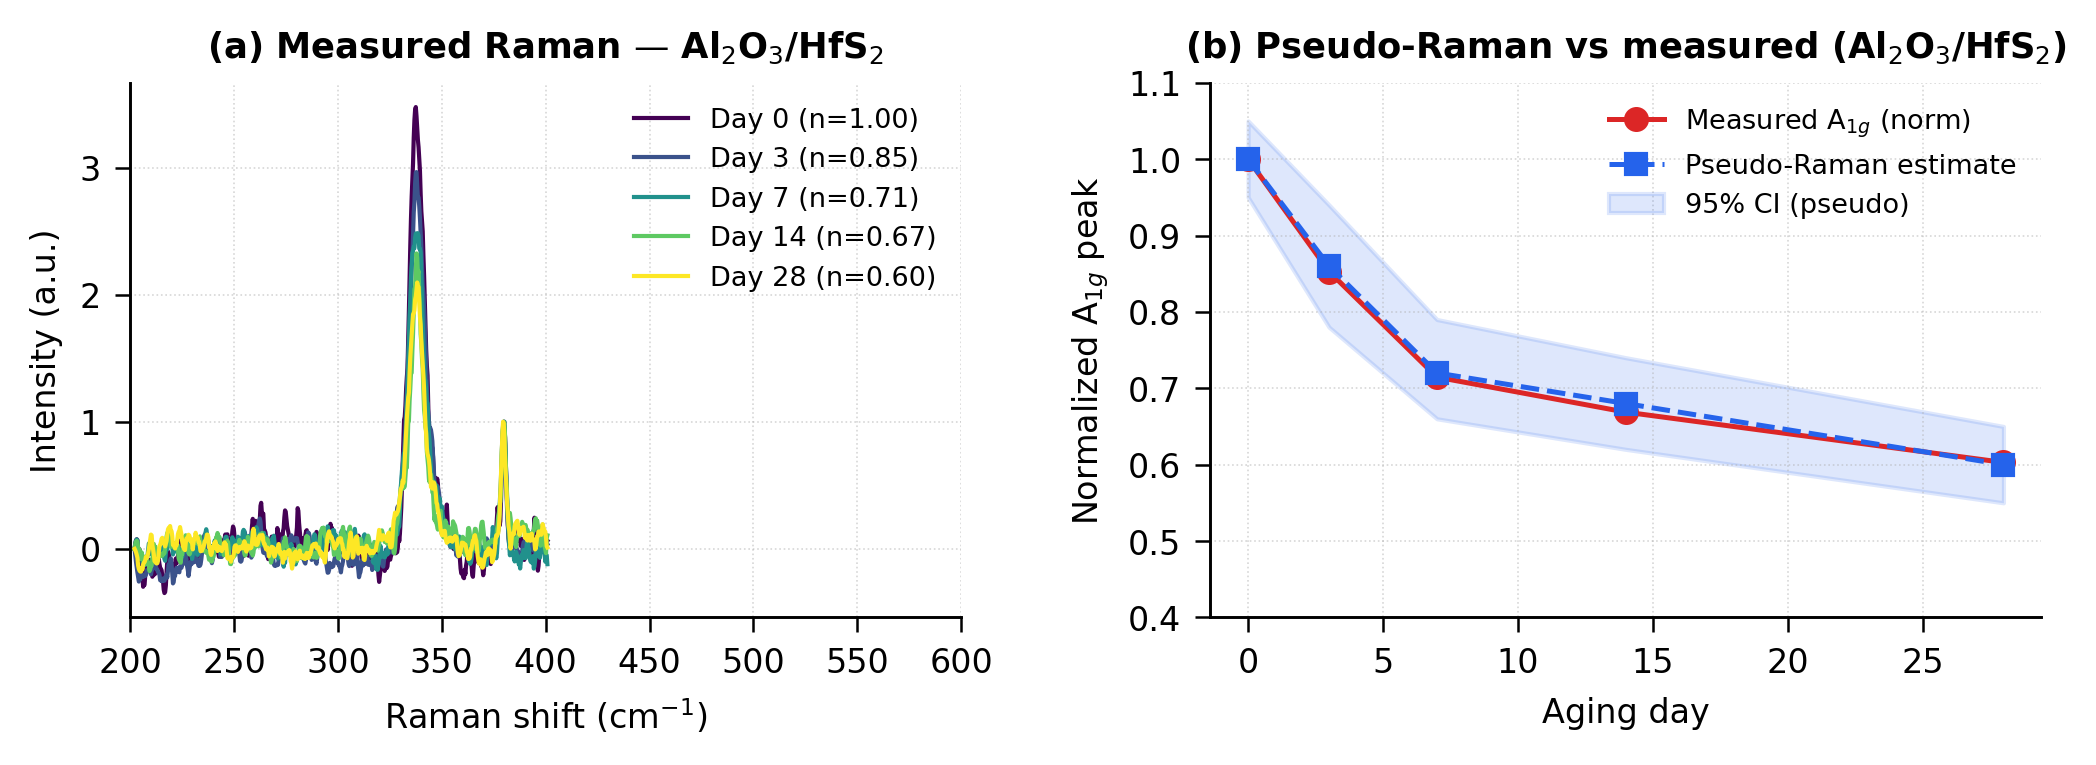 (a) Measured Raman — Al₂O₃/HfS₂
Intensity (a.u.)
3
2
1
0
200 250 300 350 400 450 500 550 600
Raman shift (cm⁻¹)
Day 0 (n=1.00)
Day 3 (n=0.85)
Day 7 (n=0.71)
Day 14 (n=0.67)
Day 28 (n=0.60)
(b) Pseudo-Raman vs measured (Al₂O₃/HfS₂)
Normalized A₁g peak
1.1
1.0
0.9
0.8
0.7
0.6
0.5
0.4
0 5 10 15 20 25
Aging day
Measured A₁g (norm)
Pseudo-Raman estimate
95% CI (pseudo)